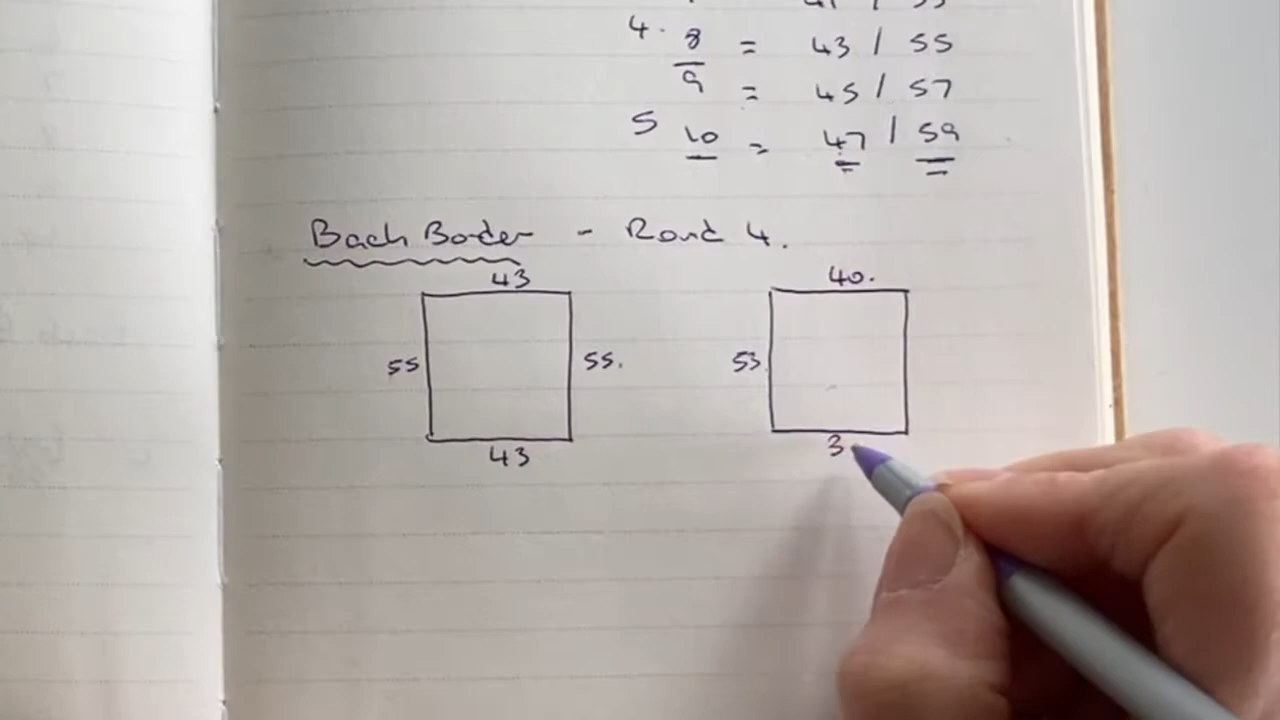 4. 8 = 43 / 55
9 = 45 / 57
5 10 = 47 / 59
Bach Border - Round 4.
43
40.
55
55.
53
43
3